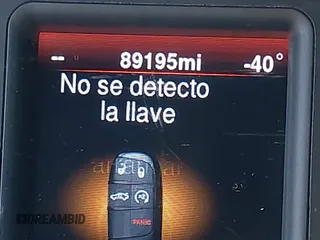 -- 89195mi -40°
No se detecto
la llave
PANIC
DREAMBID